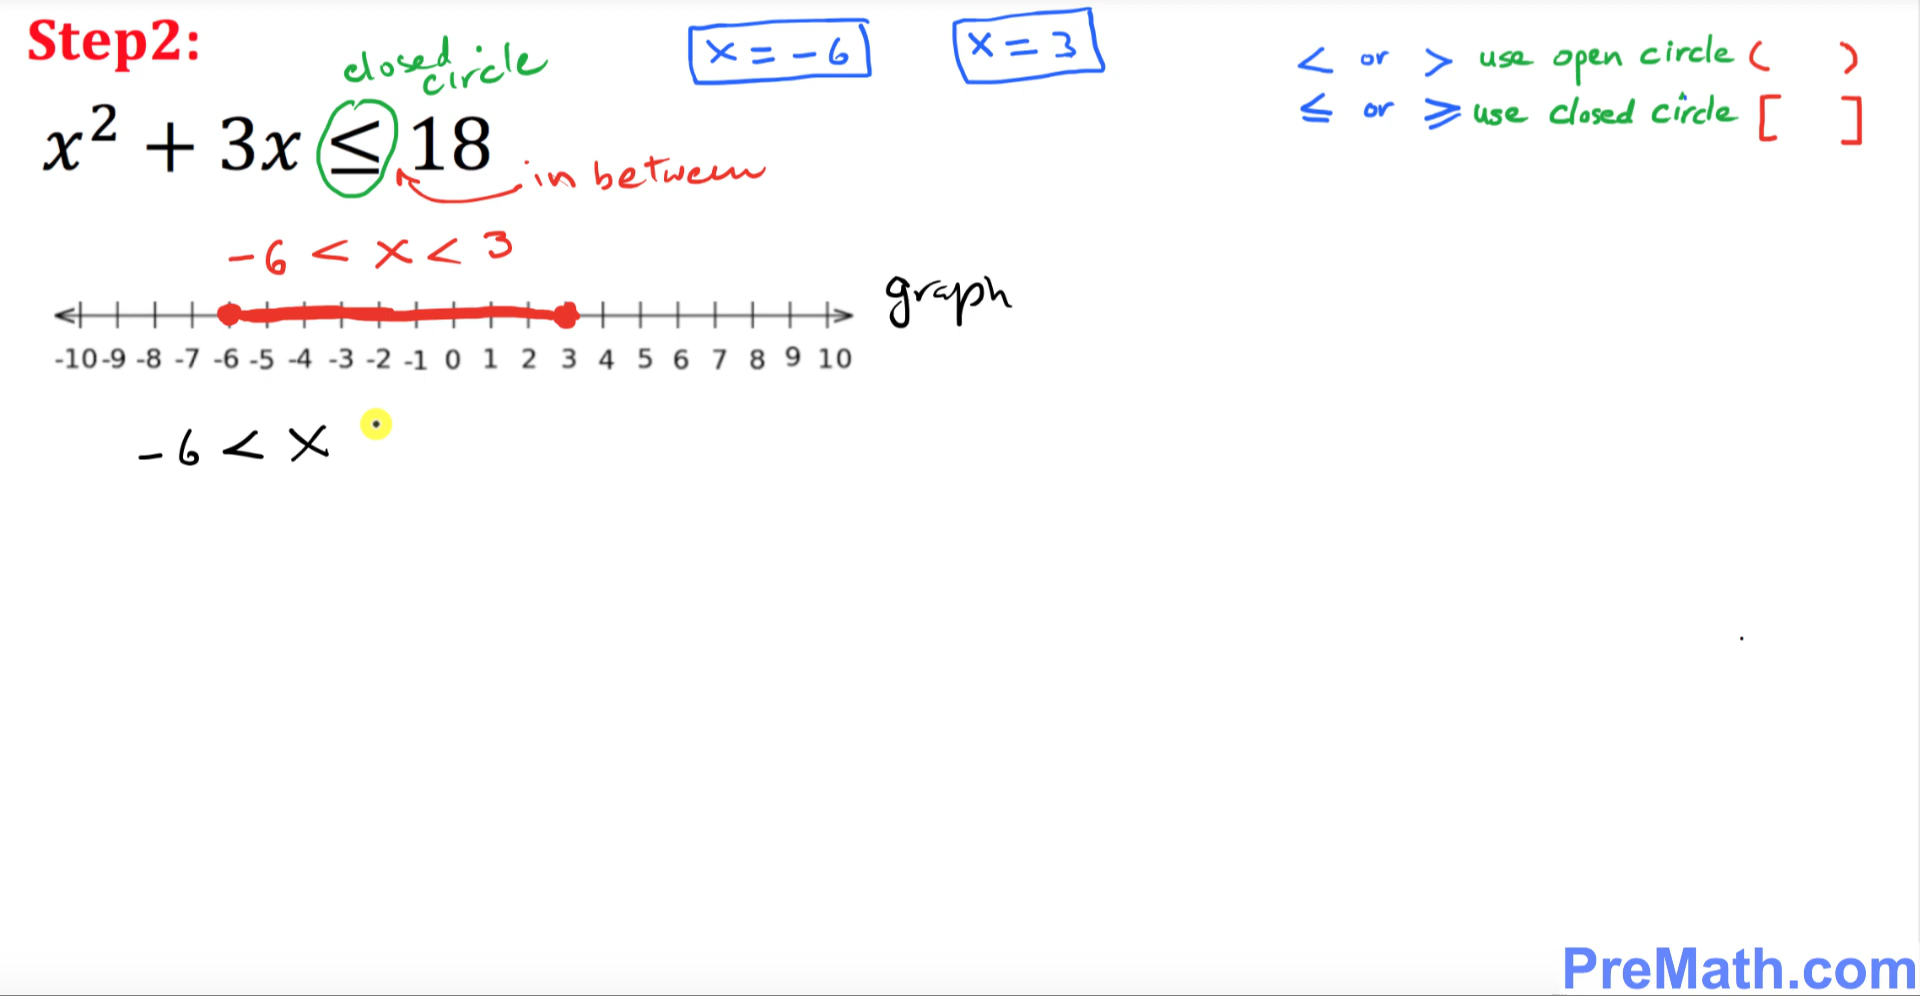 Step2:
closed circle
x = -6
x = 3
< or > use open circle ( )
≤ or ≥ use closed circle [ ]
x² + 3x ≤ 18
in between
-6 < x < 3
graph
-10 -9 -8 -7 -6 -5 -4 -3 -2 -1 0 1 2 3 4 5 6 7 8 9 10
-6 < x
PreMath.com